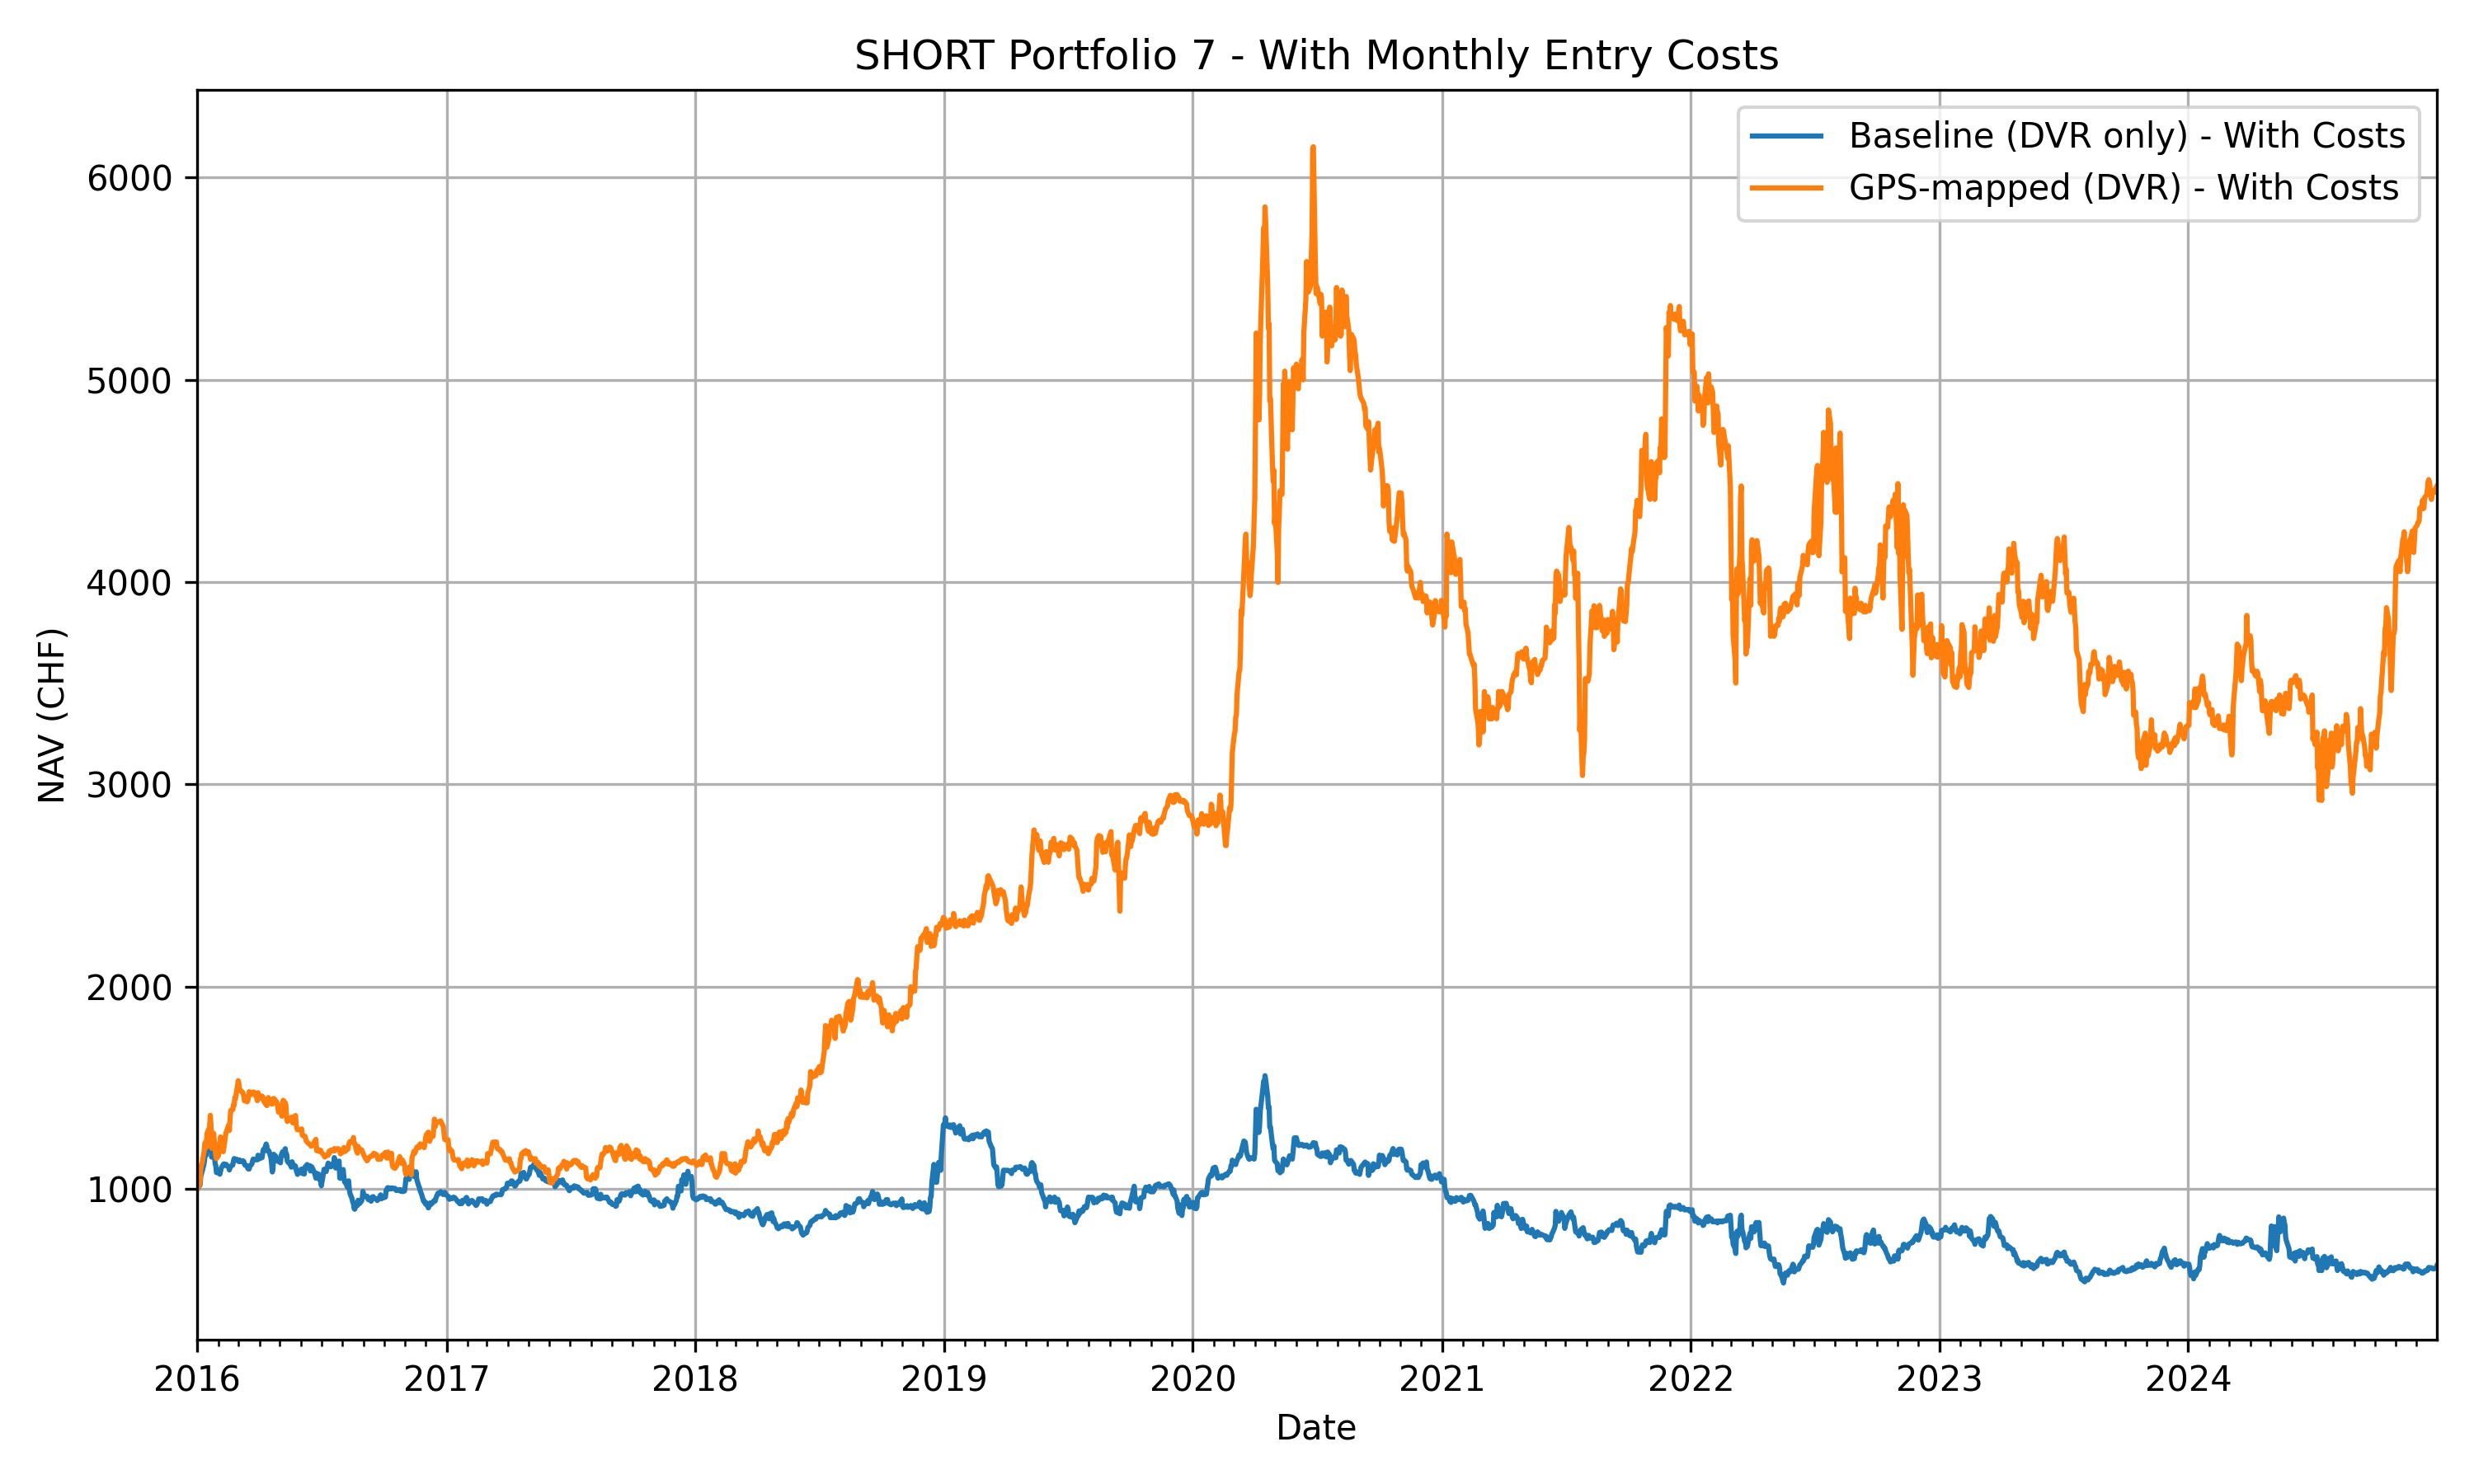 SHORT Portfolio 7 - With Monthly Entry Costs
Baseline (DVR only) - With Costs
GPS-mapped (DVR) - With Costs
NAV (CHF)
6000
5000
4000
3000
2000
1000
2016 2017 2018 2019 2020 2021 2022 2023 2024
Date